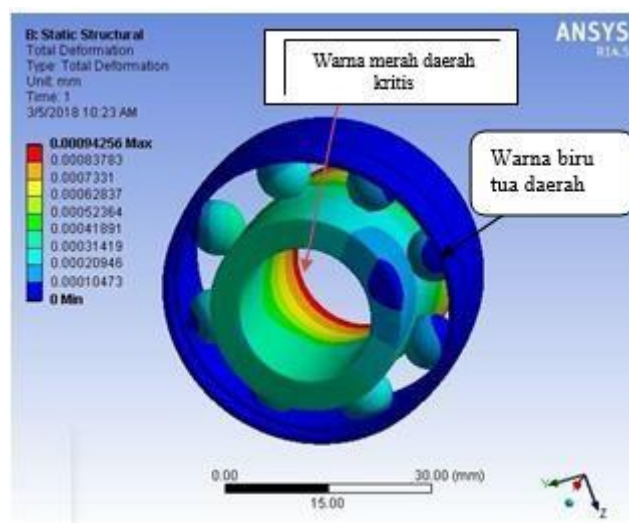 B: Static Structural
Total Deformation
Type: Total Deformation
Unit: mm
Time: 1
3/5/2018 10:23 AM
0.00094256 Max
0.00083783
0.0007331
0.00062837
0.00052364
0.00041891
0.00031419
0.00020946
0.00010473
0 Min
ANSYS
R14.5
Warna merah daerah
kritis
Warna biru
tua daerah
0.00
30.00 (mm)
15.00
Y
X
Z